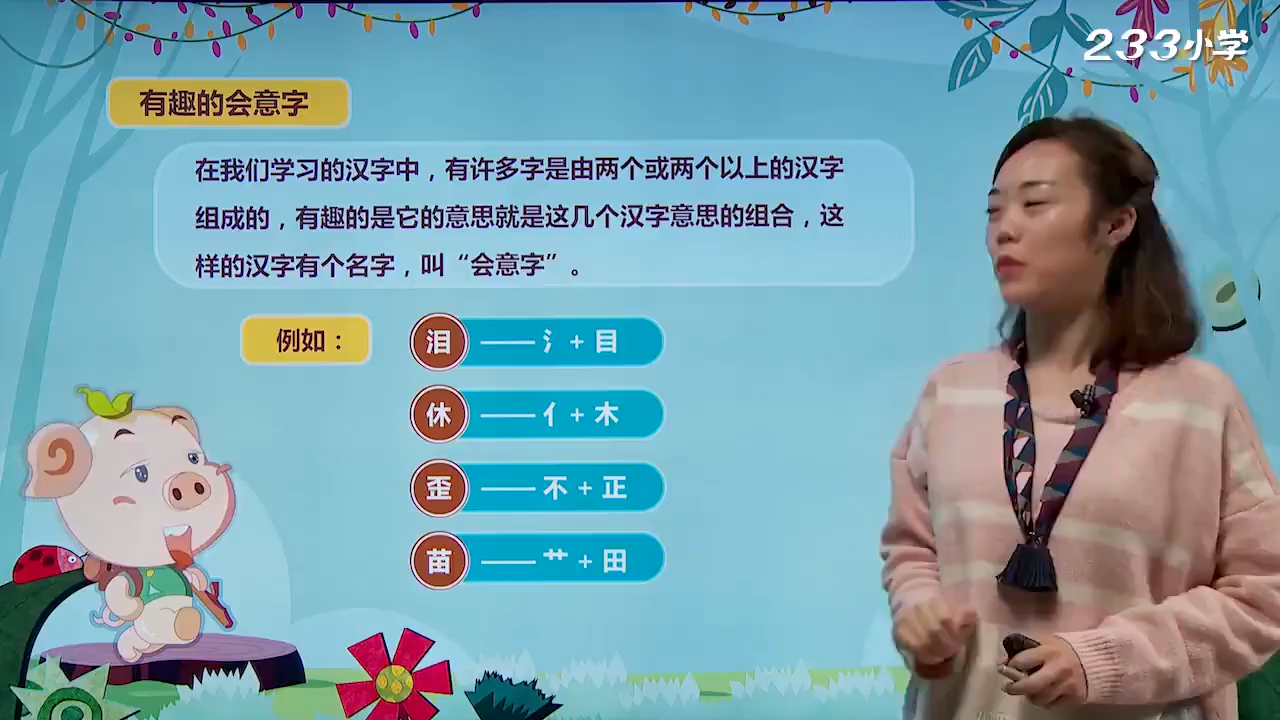 233小学
有趣的会意字
在我们学习的汉字中，有许多字是由两个或两个以上的汉字
组成的，有趣的是它的意思就是这几个汉字意思的组合，这
样的汉字有个名字，叫“会意字”。
例如：
泪——氵+目
休——亻+木
歪——不+正
苗——艹+田